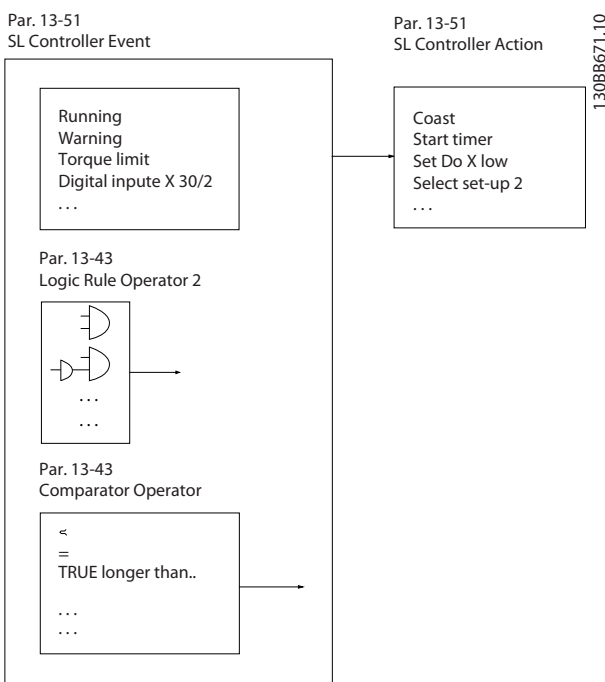 Par. 13-51
SL Controller Event
Par. 13-51
SL Controller Action
130BB671.10
Running
Warning
Torque limit
Digital inpute X 30/2
. . .
Coast
Start timer
Set Do X low
Select set-up 2
. . .
Par. 13-43
Logic Rule Operator 2
. . .
. . .
Par. 13-43
Comparator Operator
<
=
TRUE longer than..
. . .
. . .